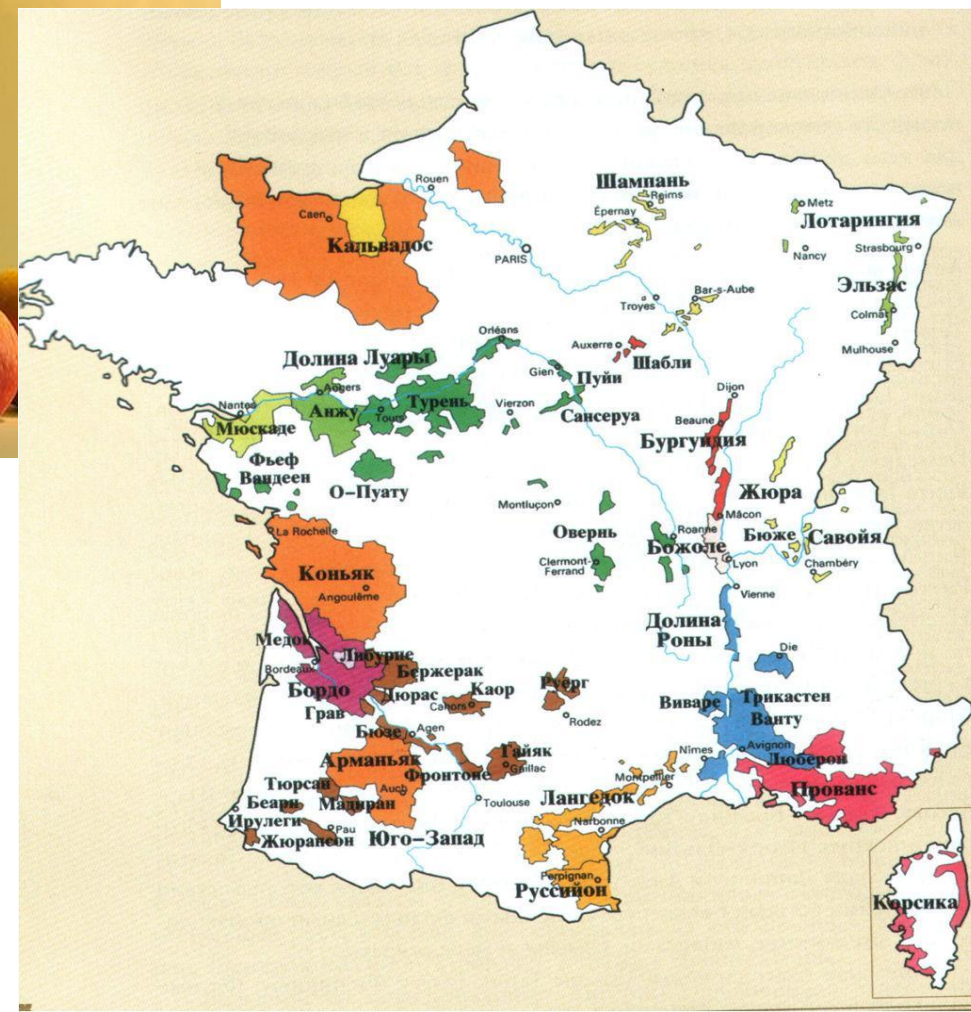 Rouen
Шампань
Reims
Épernay
Metz
Лотарингия
Caen
Кальвадос
PARIS
Nancy
Strasbourg
Эльзас
Troyes
Bar-s-Aube
Colmar
Orléans
Auxerre
Mulhouse
Долина Луары
Шабли
Gien
Пуйи
Angers
Dijon
Nantes
Анжу
Tours
Турень
Vierzon
Сансеруа
Beaune
Мюскаде
Бургундия
Фьеф
Вандеен
О-Пуату
Жюра
Montluçon
Mâcon
La Rochelle
Овернь
Roanne
Божоле
Бюже
Савойя
Коньяк
Clermont-
Ferrand
Lyon
Chambéry
Angoulême
Vienne
Долина
Роны
Медок
Либурне
Die
Bordeaux
Бержерак
Бордо
Дюрас
Каор
Руерг
Cahors
Виваре
Трикастен
Грав
Rodez
Ванту
Бюзе
Agen
Тайяк
Nîmes
Avignon
Арманьяк
Gaillac
Люберон
Фронтоне
Montpellier
Тюрсан
Auch
Прованс
Беарн
Мадиран
Toulouse
Лангедок
Ирулеги
Pau
Narbonne
Жюрансон
Юго-Запад
Perpignan
Руссийон
Корсика